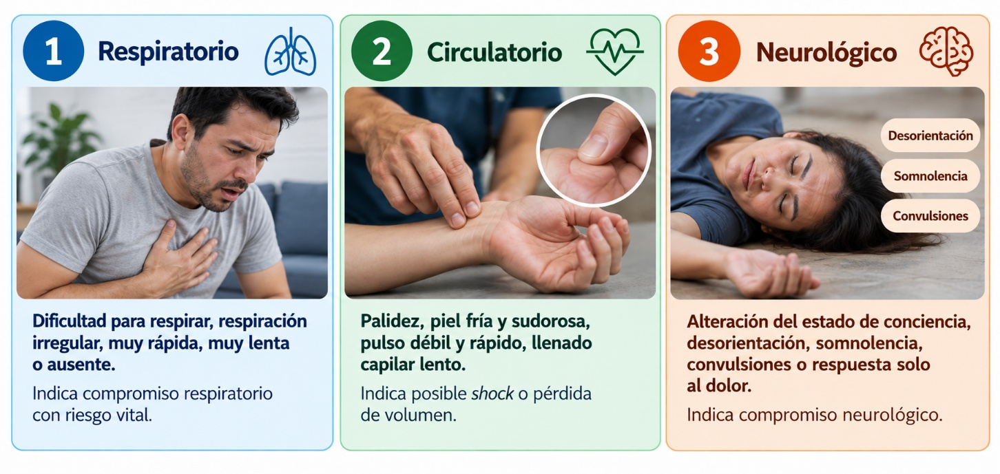 1 Respiratorio
Dificultad para respirar, respiración
irregular, muy rápida, muy lenta
o ausente.
Indica compromiso respiratorio
con riesgo vital.
2 Circulatorio
Palidez, piel fría y sudorosa,
pulso débil y rápido, llenado
capilar lento.
Indica posible shock o pérdida
de volumen.
3 Neurológico
Desorientación
Somnolencia
Convulsiones
Alteración del estado de conciencia,
desorientación, somnolencia,
convulsiones o respuesta solo
al dolor.
Indica compromiso neurológico.